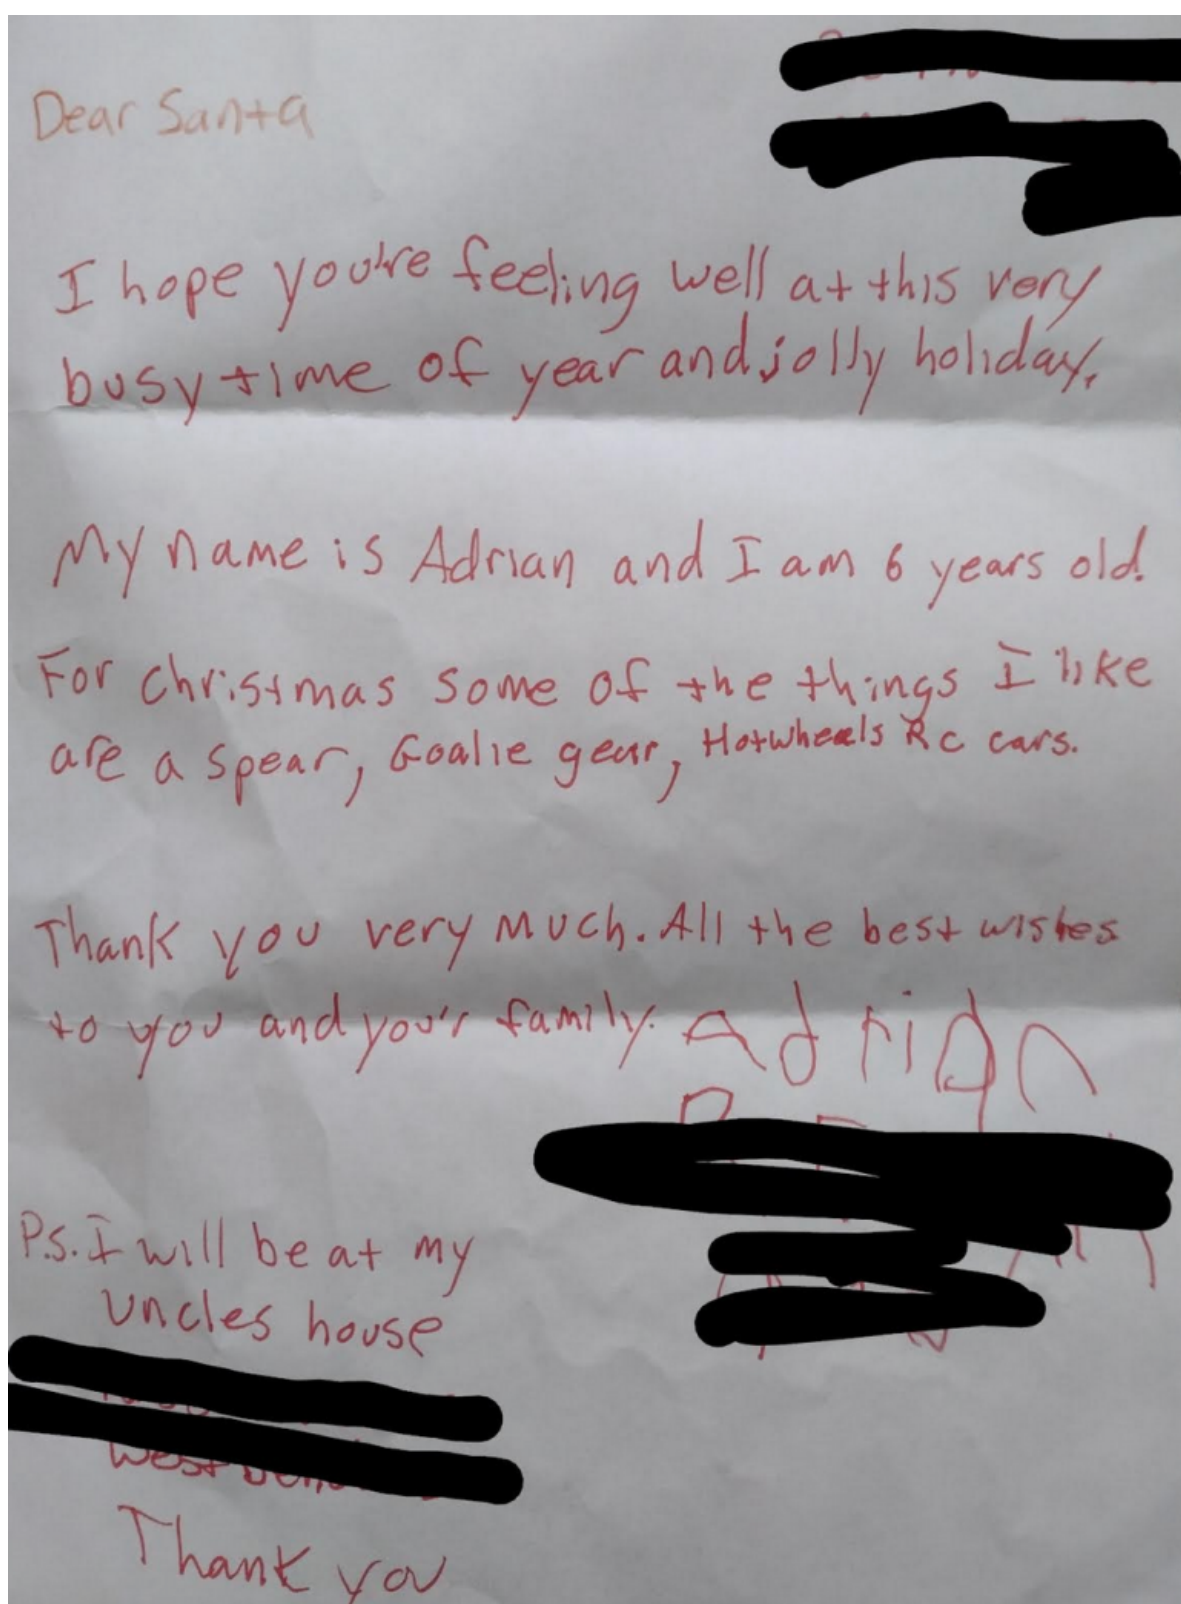 Dear Santa
I hope you're feeling well at this very
busy time of year and jolly holiday.
My name is Adrian and I am 6 years old.
For christmas some of the things I like
are a spear, Goalie gear, Hotwheels Rc cars.
Thank you very much. All the best wishes
to you and you'r family.
Adrian
P.s. I will be at my
uncles house
West
Thank you